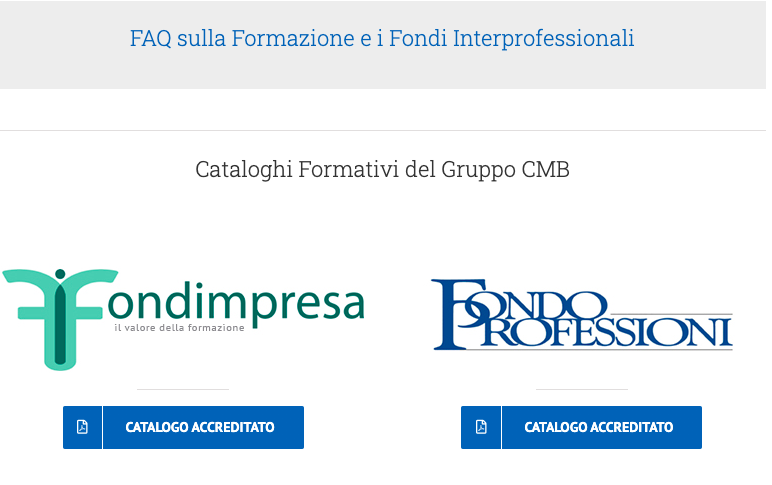 FAQ sulla Formazione e i Fondi Interprofessionali
Cataloghi Formativi del Gruppo CMB
Fondimpresa
il valore della formazione
FONDO
PROFESSIONI
CATALOGO ACCREDITATO
CATALOGO ACCREDITATO